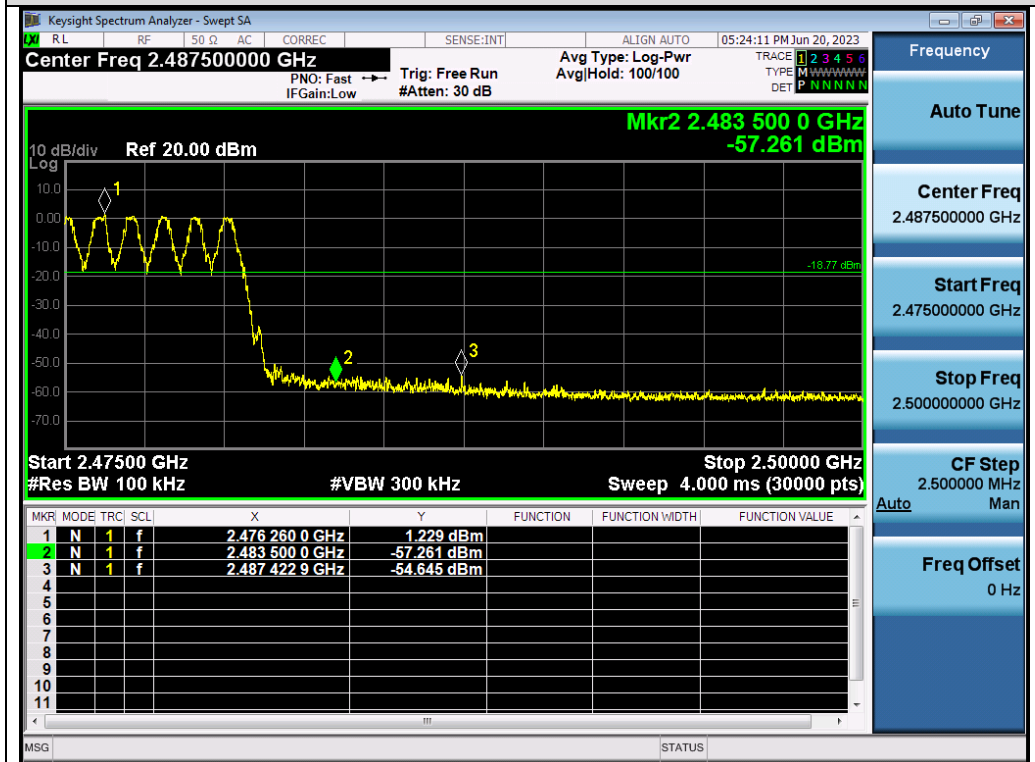 Keysight Spectrum Analyzer - Swept SA
LXI RL RF 50 Ω AC CORREC SENSE:INT ALIGN AUTO 05:24:11 PM Jun 20, 2023
Center Freq 2.487500000 GHz
PNO: Fast
IFGain:Low
Trig: Free Run
#Atten: 30 dB
Avg Type: Log-Pwr
Avg|Hold: 100/100
TRACE 1 2 3 4 5 6
TYPE M WWWWW
DET P N N N N N
Mkr2 2.483 500 0 GHz
-57.261 dBm
10 dB/div Ref 20.00 dBm
Log
10.0
0.00
-10.0
-20.0
-30.0
-40.0
-50.0
-60.0
-70.0
1
2
3
-18.77 dBm
Start 2.47500 GHz Stop 2.50000 GHz
#Res BW 100 kHz #VBW 300 kHz Sweep 4.000 ms (30000 pts)
MKR MODE TRC SCL X Y FUNCTION FUNCTION WIDTH FUNCTION VALUE
1 N 1 f 2.476 260 0 GHz 1.229 dBm
2 N 1 f 2.483 500 0 GHz -57.261 dBm
3 N 1 f 2.487 422 9 GHz -54.645 dBm
4
5
6
7
8
9
10
11
MSG STATUS
Frequency
Auto Tune
Center Freq
2.487500000 GHz
Start Freq
2.475000000 GHz
Stop Freq
2.500000000 GHz
CF Step
2.500000 MHz
Auto Man
Freq Offset
0 Hz